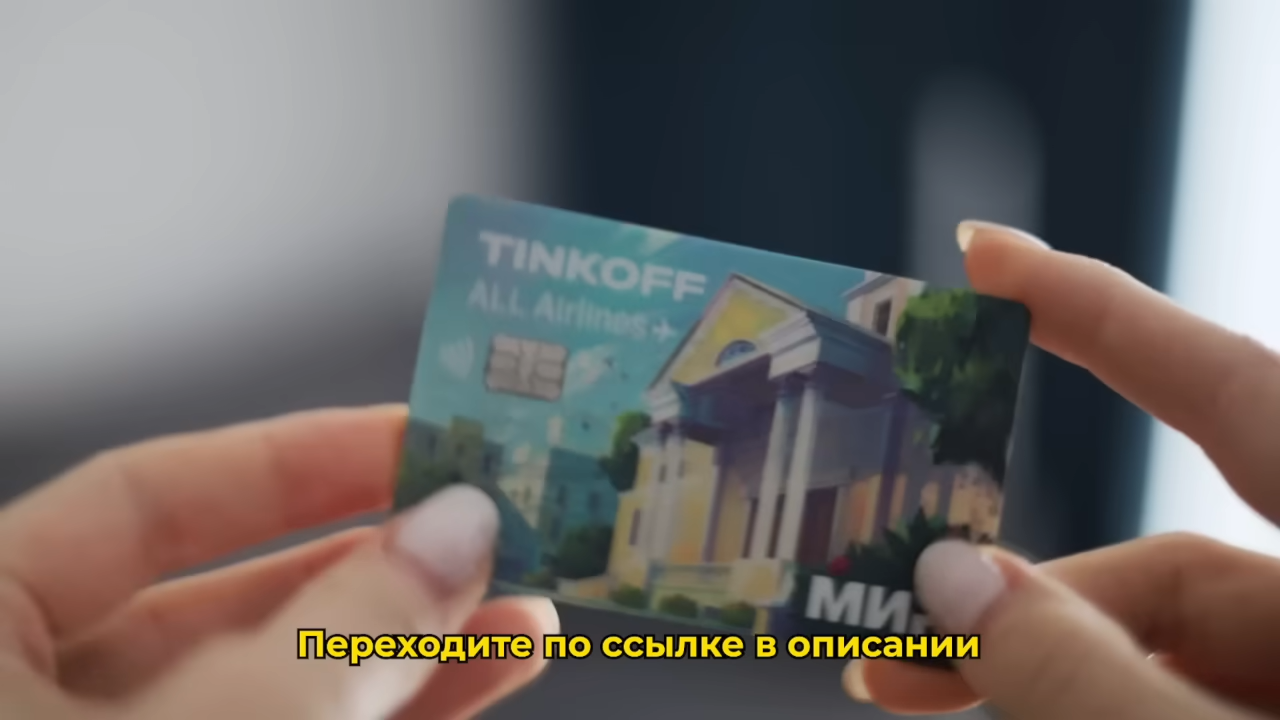 TINKOFF
ALL Airlines
Переходите по ссылке в описании